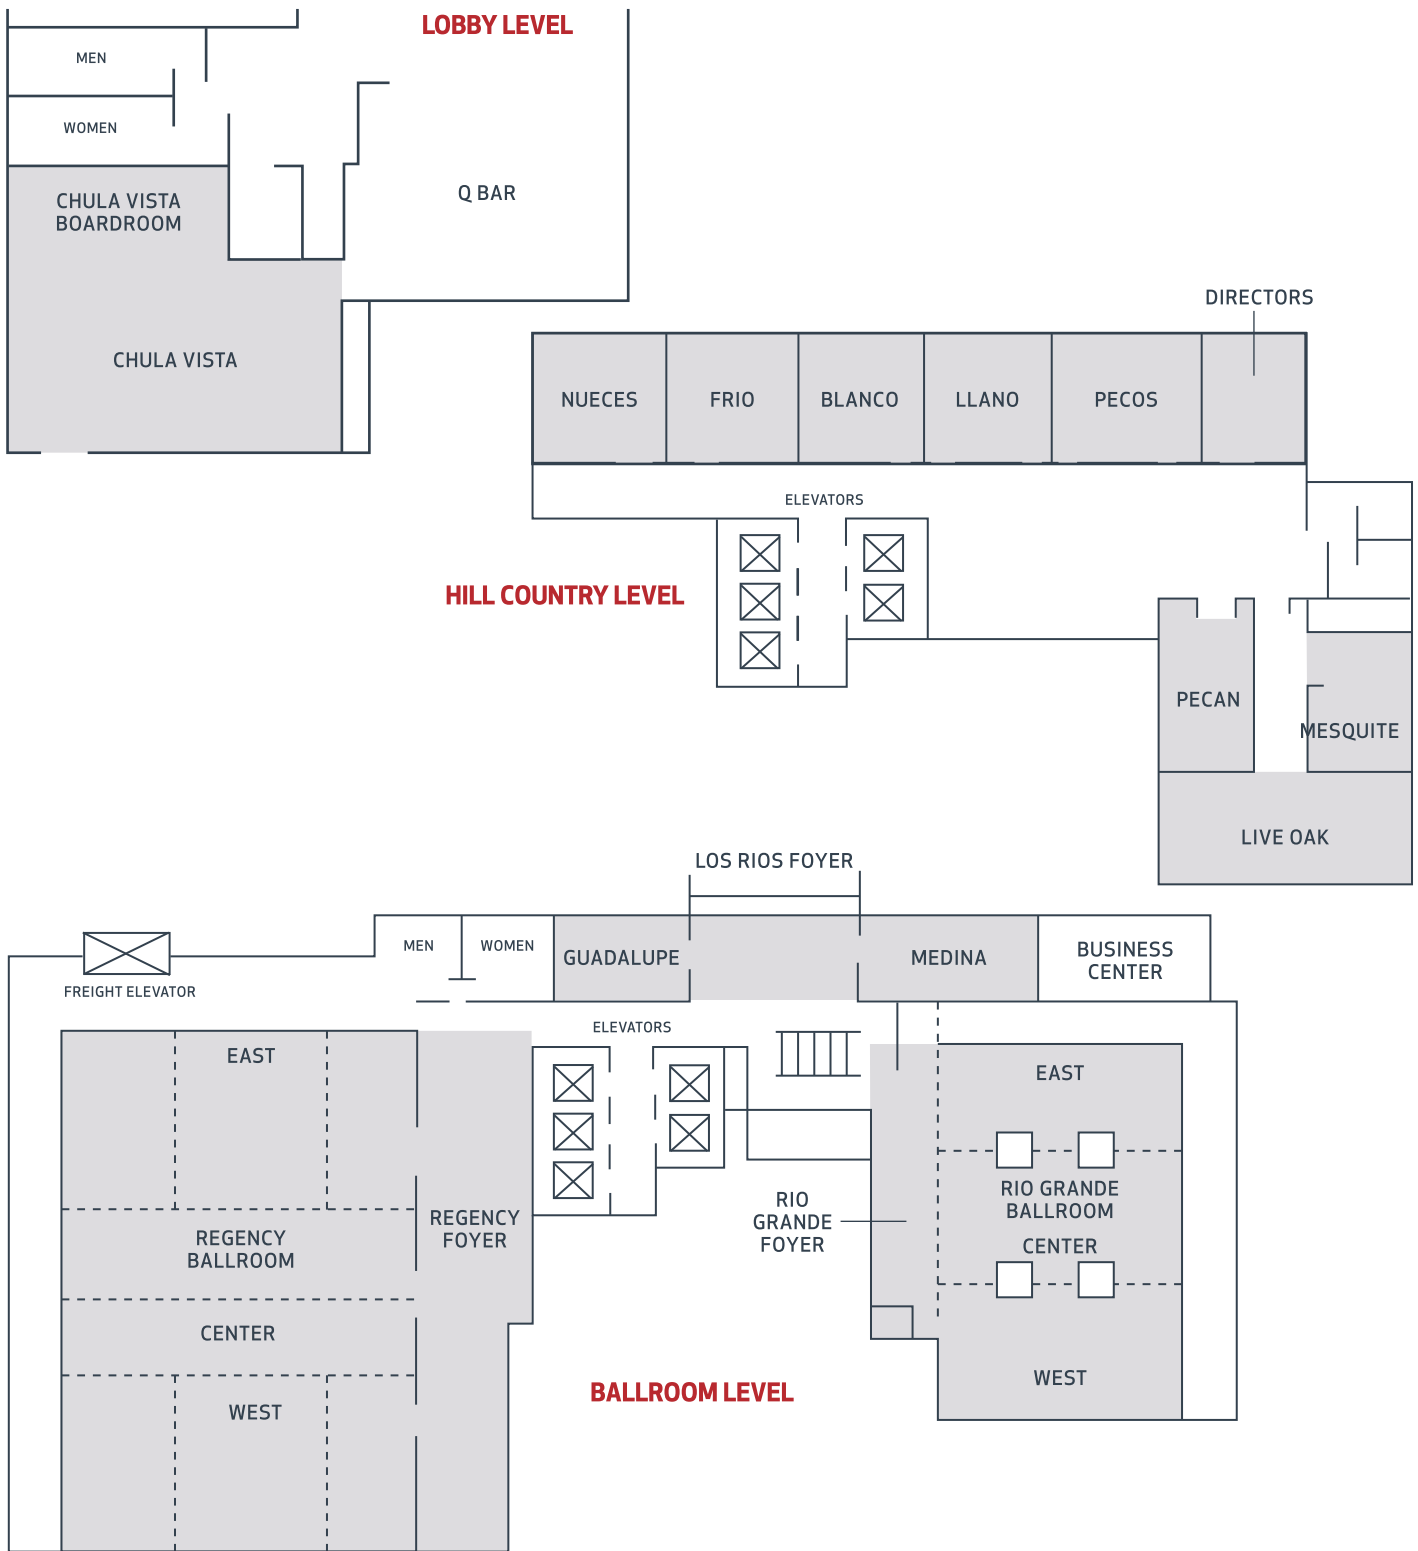 LOBBY LEVEL
MEN
WOMEN
CHULA VISTA
BOARDROOM
Q BAR
CHULA VISTA
DIRECTORS
NUECES
FRIO
BLANCO
LLANO
PECOS
ELEVATORS
HILL COUNTRY LEVEL
PECAN
MESQUITE
LIVE OAK
LOS RIOS FOYER
MEN
WOMEN
GUADALUPE
MEDINA
BUSINESS
CENTER
FREIGHT ELEVATOR
ELEVATORS
EAST
EAST
REGENCY
BALLROOM
REGENCY
FOYER
RIO
GRANDE
FOYER
RIO GRANDE
BALLROOM
CENTER
CENTER
WEST
WEST
BALLROOM LEVEL